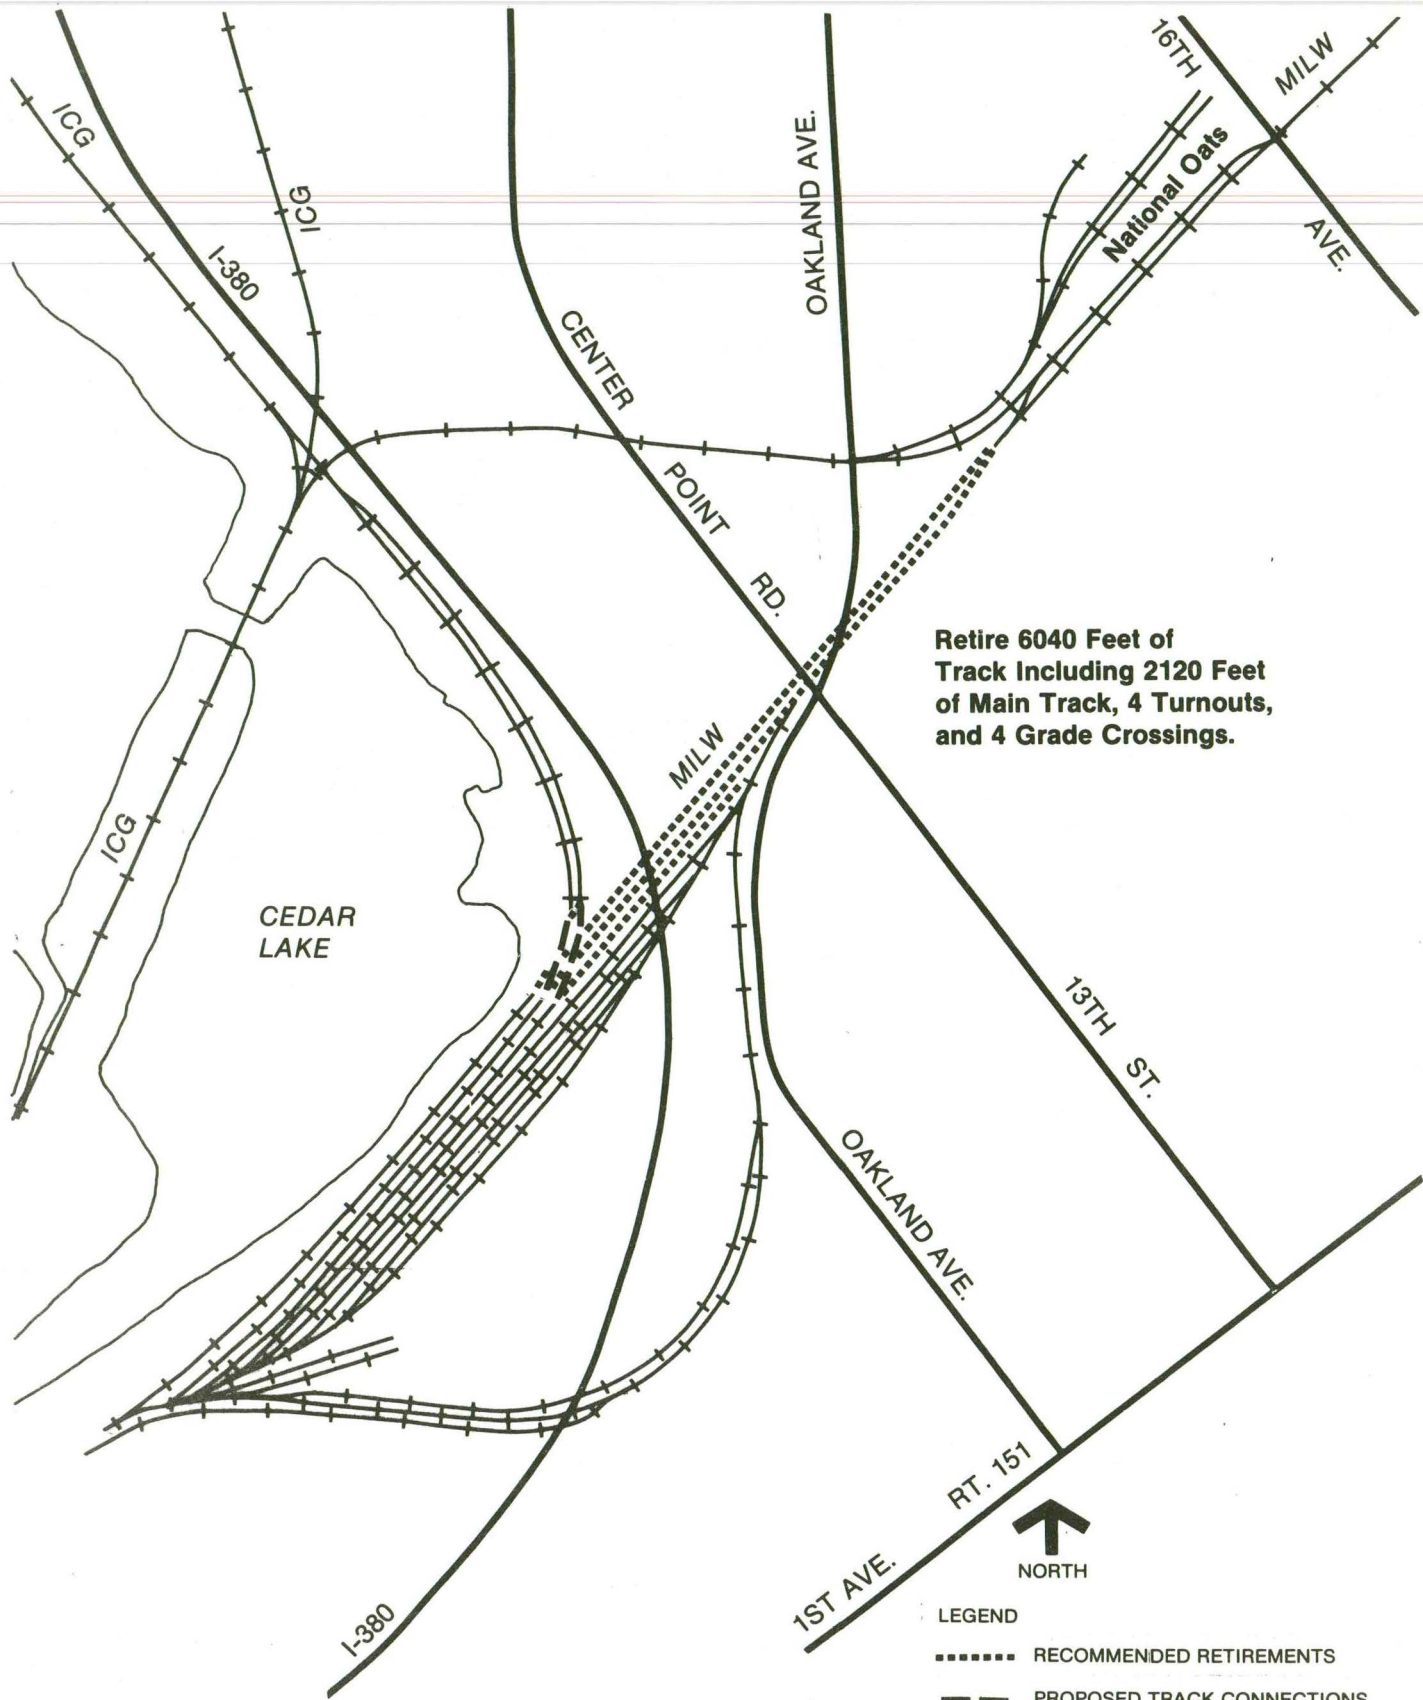 16TH
AVE.
MILW
ICG
ICG
I-380
OAKLAND AVE.
National Oats
CENTER
POINT
RD.
Retire 6040 Feet of
Track Including 2120 Feet
of Main Track, 4 Turnouts,
and 4 Grade Crossings.
MILW
ICG
CEDAR
LAKE
13TH ST.
OAKLAND AVE.
RT. 151
1ST AVE.
I-380
NORTH
LEGEND
RECOMMENDED RETIREMENTS
PROPOSED TRACK CONNECTIONS